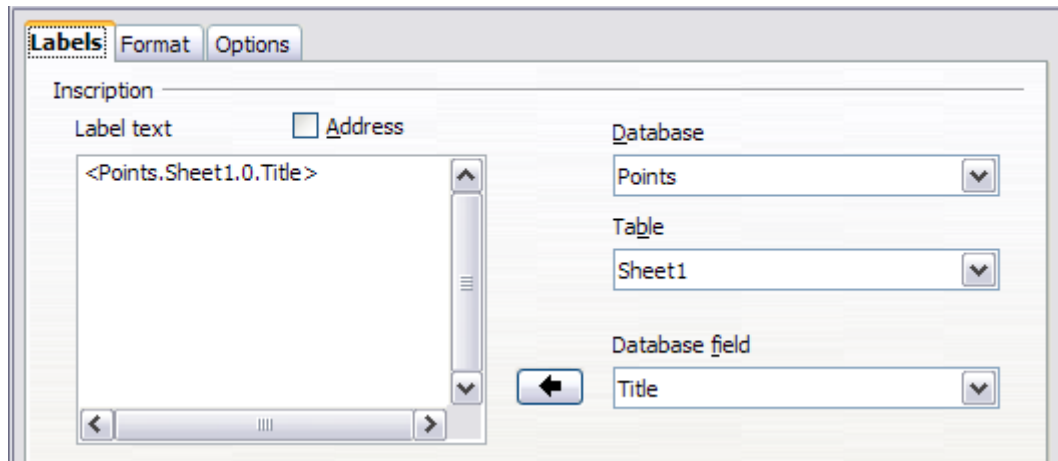 Labels Format Options
Inscription
Label text Address
<Points.Sheet1.0.Title>
Database
Points
Table
Sheet1
Database field
Title